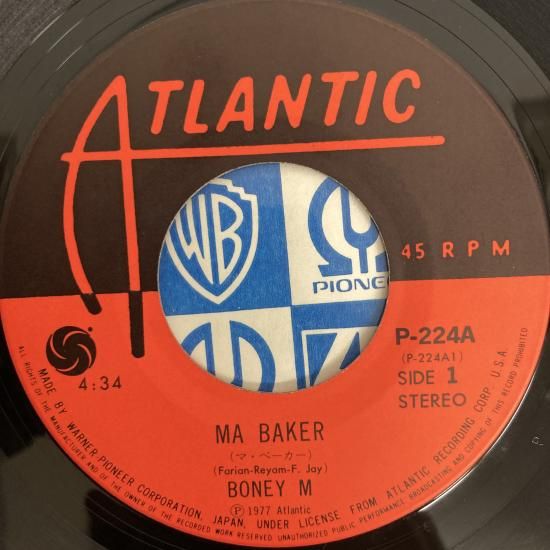 ATLANTIC
WB
PIONE
45 RPM
P-224A
(P-224A1)
4:34
SIDE 1
STEREO
MA BAKER
(マ・ベーカー)
(Farian-Reyam-F. Jay)
BONEY M
Ⓟ 1977 Atlantic
MADE BY WARNER-PIONEER CORPORATION, JAPAN, UNDER LICENSE FROM ATLANTIC RECORDING CORP., U.S.A.
ALL RIGHTS OF THE MANUFACTURER AND OF THE OWNER OF THE RECORDED WORK RESERVED UNAUTHORIZED PUBLIC PERFORMANCE BROADCASTING AND COPYING OF THIS RECORD PROHIBITED